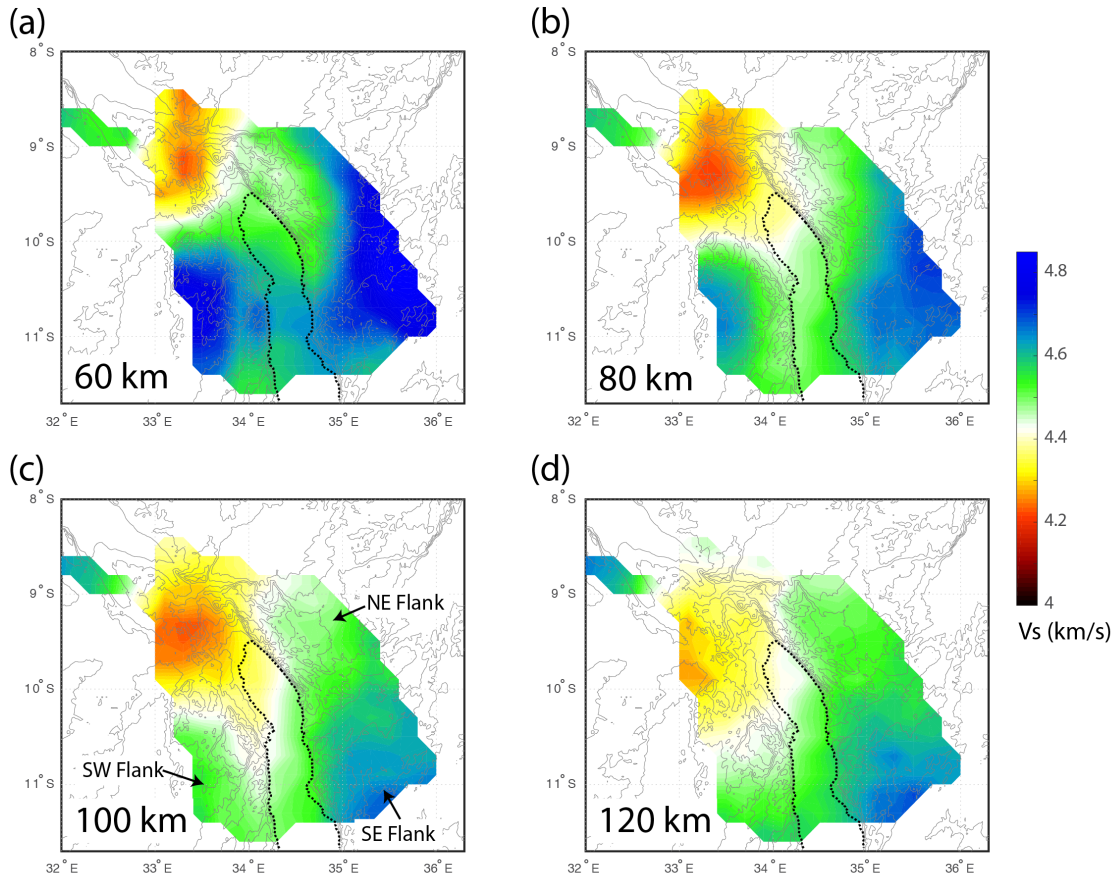 (a)
(b)
8° S
9° S
10° S
11° S
60 km
32° E
33° E
34° E
35° E
36° E
8° S
9° S
10° S
11° S
80 km
32° E
33° E
34° E
35° E
36° E
4.8
4.6
4.4
4.2
4
Vs (km/s)
(c)
(d)
8° S
9° S
10° S
11° S
NE Flank
SW Flank
SE Flank
100 km
32° E
33° E
34° E
35° E
36° E
8° S
9° S
10° S
11° S
120 km
32° E
33° E
34° E
35° E
36° E